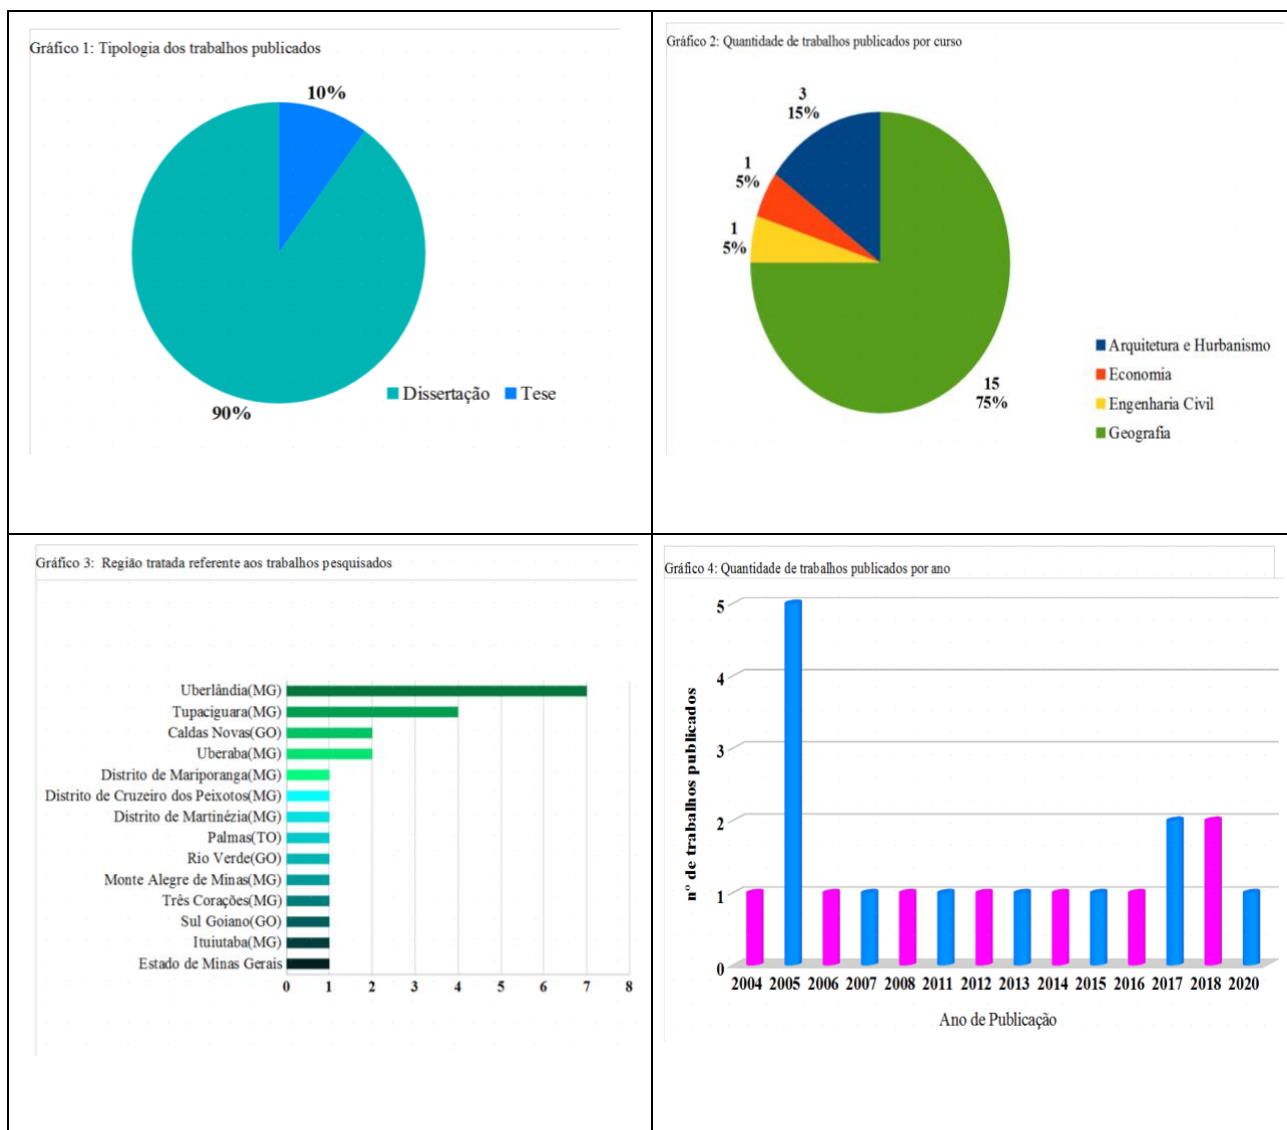 Gráfico 1: Tipologia dos trabalhos publicados
10%
90%
Dissertação Tese
Gráfico 2: Quantidade de trabalhos publicados por curso
3
15%
1
5%
1
5%
15
75%
Arquitetura e Hurbanismo
Economia
Engenharia Civil
Geografia
Gráfico 3: Região tratada referente aos trabalhos pesquisados
Uberlândia(MG)
Tupaciguara(MG)
Caldas Novas(GO)
Uberaba(MG)
Distrito de Mariporanga(MG)
Distrito de Cruzeiro dos Peixotos(MG)
Distrito de Martinézia(MG)
Palmas(TO)
Rio Verde(GO)
Monte Alegre de Minas(MG)
Três Corações(MG)
Sul Goiano(GO)
Ituiutaba(MG)
Estado de Minas Gerais
0 1 2 3 4 5 6 7 8
Gráfico 4: Quantidade de trabalhos publicados por ano
nº de trabalhos publicados
5
4
3
2
1
0
2004 2005 2006 2007 2008 2011 2012 2013 2014 2015 2016 2017 2018 2020
Ano de Publicação